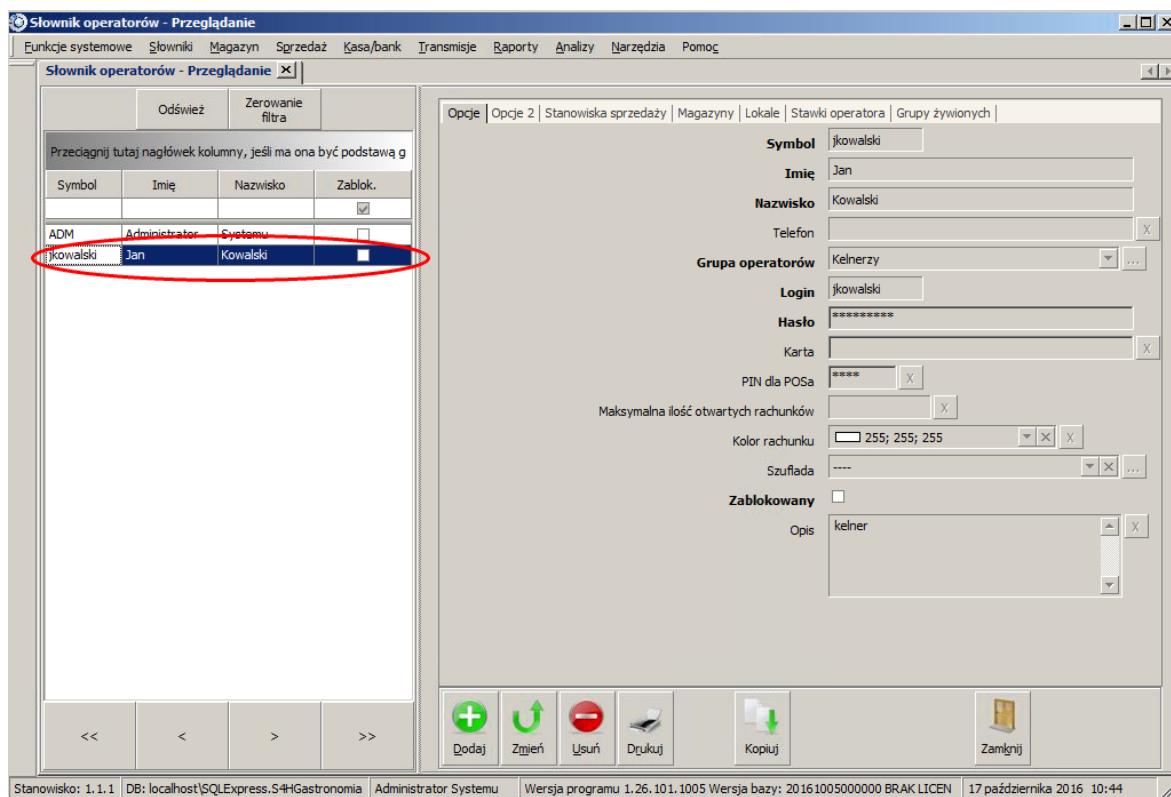 Słownik operatorów - Przeglądanie
Funkcje systemowe Słowniki Magazyn Sprzedaż Kasa/bank Transmisje Raporty Analizy Narzędzia Pomoc
Słownik operatorów - Przeglądanie
Odśwież Zerowanie filtra
Przeciągnij tutaj nagłówek kolumny, jeśli ma ona być podstawą g
Symbol Imię Nazwisko Zablok.
ADM Administrator Systemu
jkowalski Jan Kowalski
<< < > >>
Opcje Opcje 2 Stanowiska sprzedaży Magazyny Lokale Stawki operatora Grupy żywionych
Symbol jkowalski
Imię Jan
Nazwisko Kowalski
Telefon X
Grupa operatorów Kelnerzy ...
Login jkowalski
Hasło *********
Karta X
PIN dla POSa **** X
Maksymalna ilość otwartych rachunków X
Kolor rachunku 255; 255; 255 X
Szuflada ---- ...
Zablokowany
Opis kelner X
Dodaj Zmień Usuń Drukuj Kopiuj Zamknij
Stanowisko: 1.1.1 DB: localhost\SQLExpress.S4HGastronomia Administrator Systemu Wersja programu 1.26.101.1005 Wersja bazy: 20161005000000 BRAK LICEN 17 października 2016 10:44